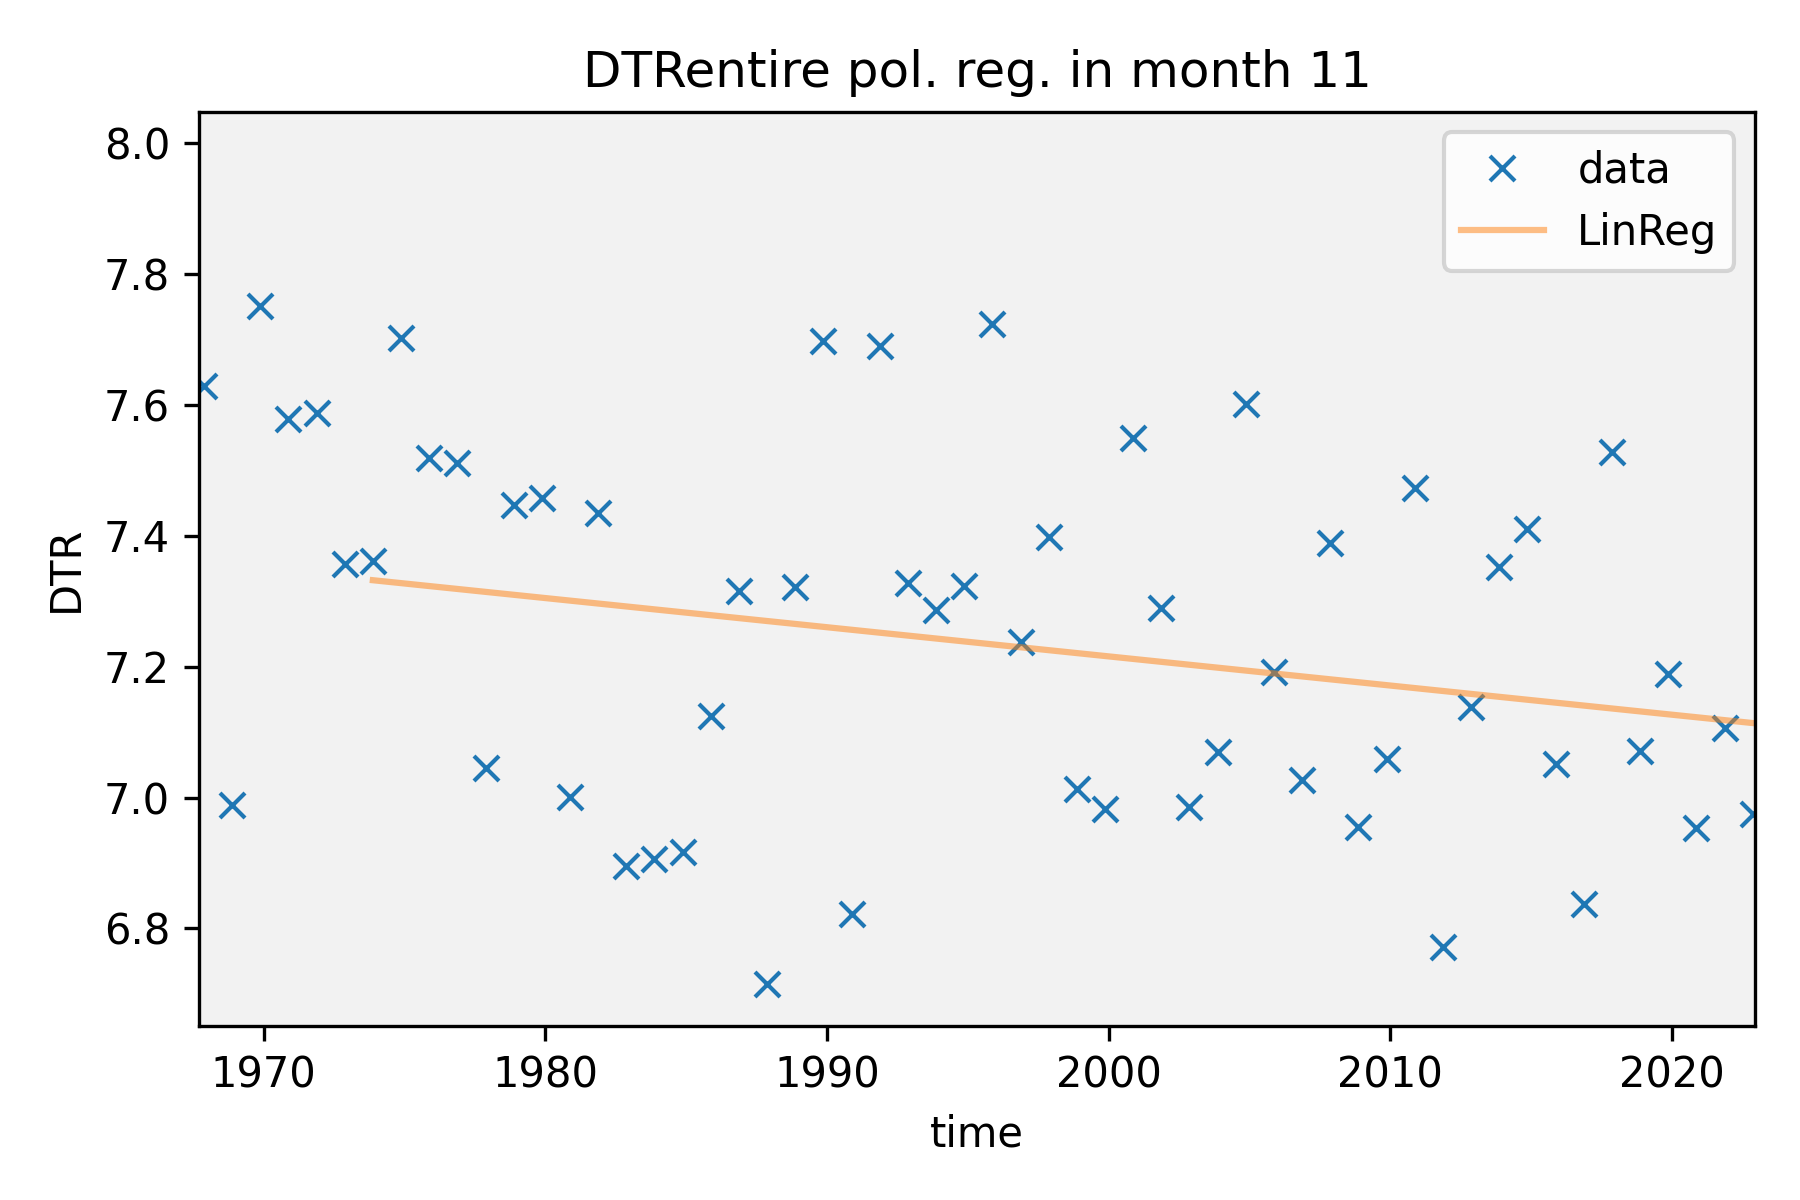 DTRentire pol. reg. in month 11
data
LinReg
8.0
7.8
7.6
7.4
7.2
7.0
6.8
DTR
1970 1980 1990 2000 2010 2020
time